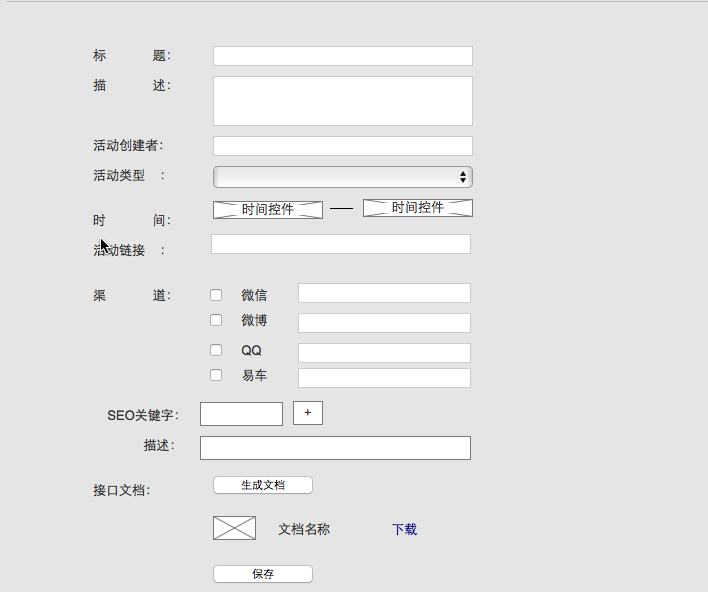 标 题：
描 述：
活动创建者：
活动类型 ：
时间控件 —— 时间控件
时 间：
活动链接 ：
渠 道： 微信
微博
QQ
易车
SEO关键字： +
描述：
接口文档： 生成文档
文档名称 下载
保存